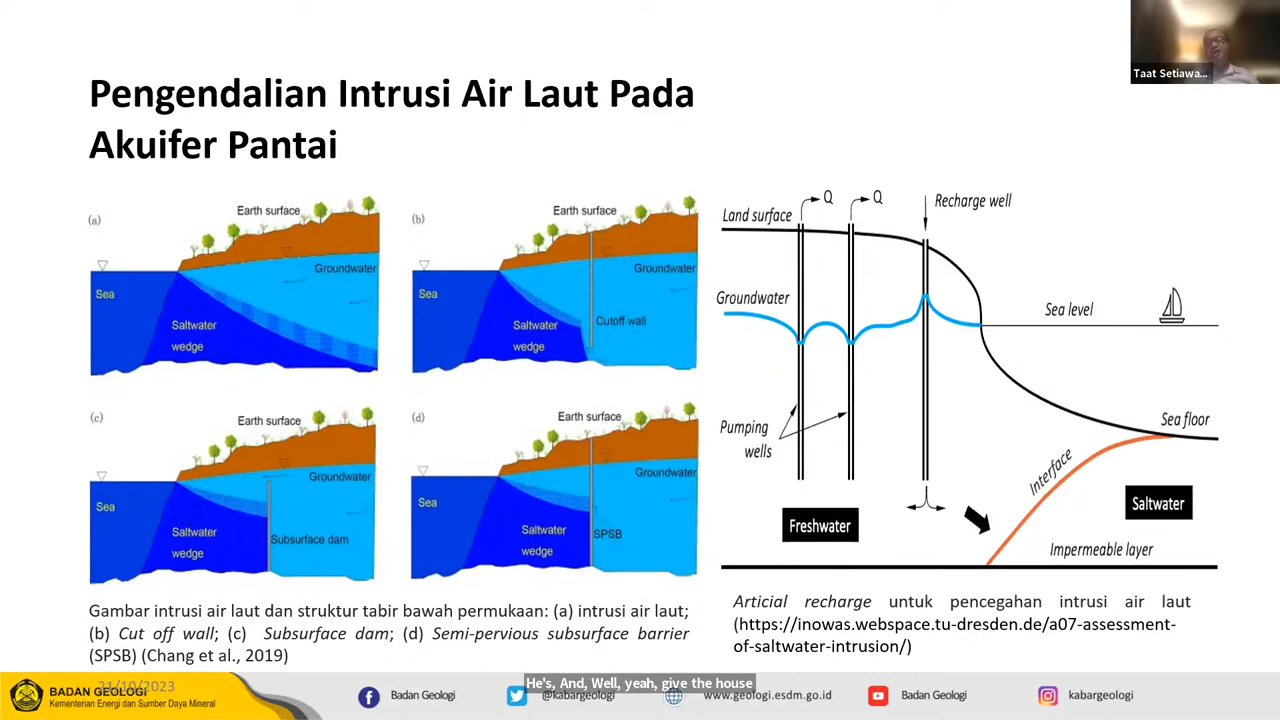 Taat Setiawa...
Pengendalian Intrusi Air Laut Pada
Akuifer Pantai
(a)
Earth surface
Groundwater
Sea
Saltwater
wedge
(b)
Earth surface
Groundwater
Sea
Cutoff wall
Saltwater
wedge
(c)
Earth surface
Groundwater
Sea
Saltwater
wedge
Subsurface dam
(d)
Earth surface
Groundwater
Sea
Saltwater
wedge
SPSB
Gambar intrusi air laut dan struktur tabir bawah permukaan: (a) intrusi air laut;
(b) Cut off wall; (c) Subsurface dam; (d) Semi-pervious subsurface barrier
(SPSB) (Chang et al., 2019)
Q
Q
Recharge well
Land surface
Groundwater
Sea level
Pumping
wells
Sea floor
Interface
Freshwater
Saltwater
Impermeable layer
Articial recharge untuk pencegahan intrusi air laut
(https://inowas.webspace.tu-dresden.de/a07-assessment-
of-saltwater-intrusion/)
21/10/2023
BADAN GEOLOGI
Kementerian Energi dan Sumber Daya Mineral
Badan Geologi
@kabargeologi
www.geologi.esdm.go.id
Badan Geologi
kabargeologi
He's, And, Well, yeah, give the house